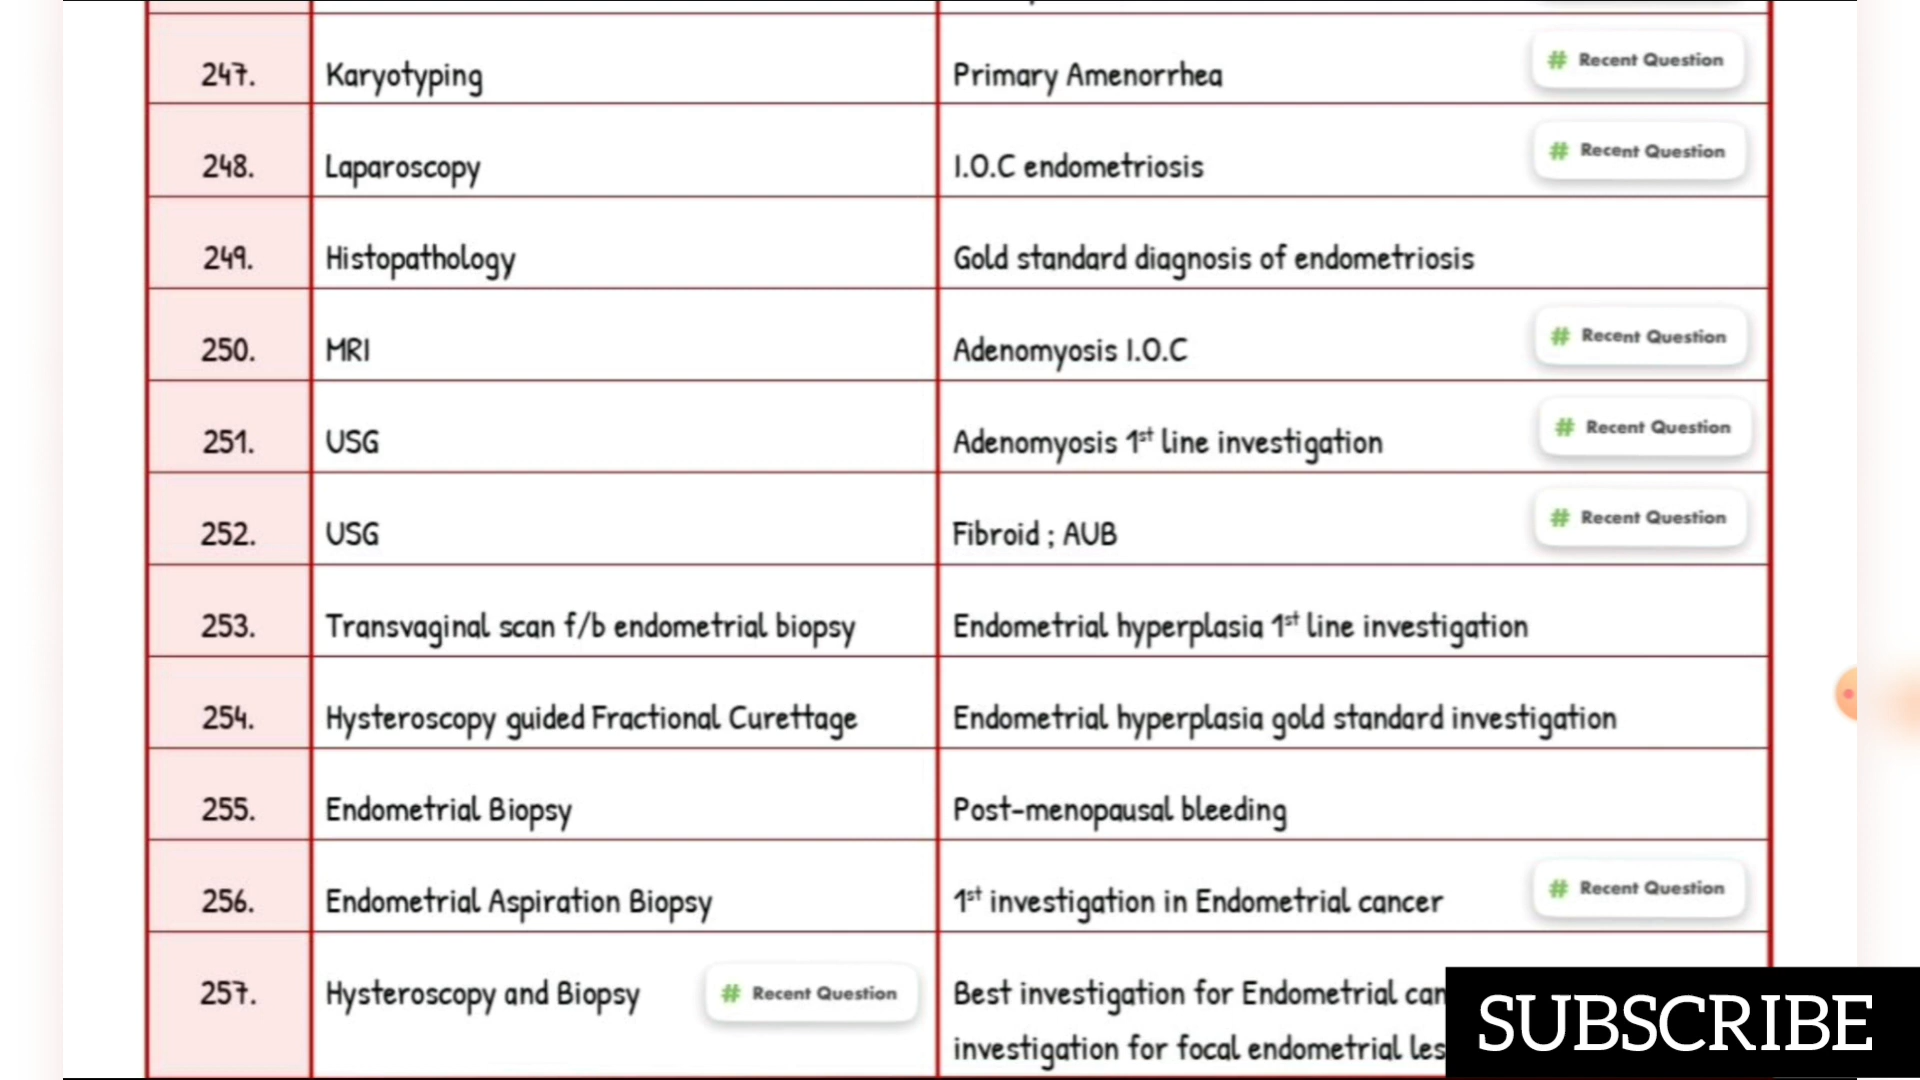 247. Karyotyping Primary Amenorrhea # Recent Question
248. Laparoscopy I.O.C endometriosis # Recent Question
249. Histopathology Gold standard diagnosis of endometriosis
250. MRI Adenomyosis I.O.C # Recent Question
251. USG Adenomyosis 1st line investigation # Recent Question
252. USG Fibroid ; AUB # Recent Question
253. Transvaginal scan f/b endometrial biopsy Endometrial hyperplasia 1st line investigation
254. Hysteroscopy guided Fractional Curettage Endometrial hyperplasia gold standard investigation
255. Endometrial Biopsy Post-menopausal bleeding
256. Endometrial Aspiration Biopsy 1st investigation in Endometrial cancer # Recent Question
257. Hysteroscopy and Biopsy # Recent Question Best investigation for Endometrial
investigation for focal endometrial
SUBSCRIBE